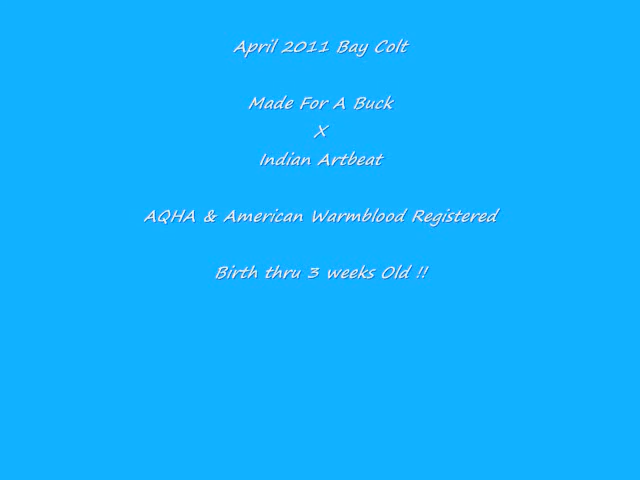 April 2011 Bay Colt
Made For A Buck
X
Indian Artbeat
AQHA & American Warmblood Registered
Birth thru 3 weeks Old !!